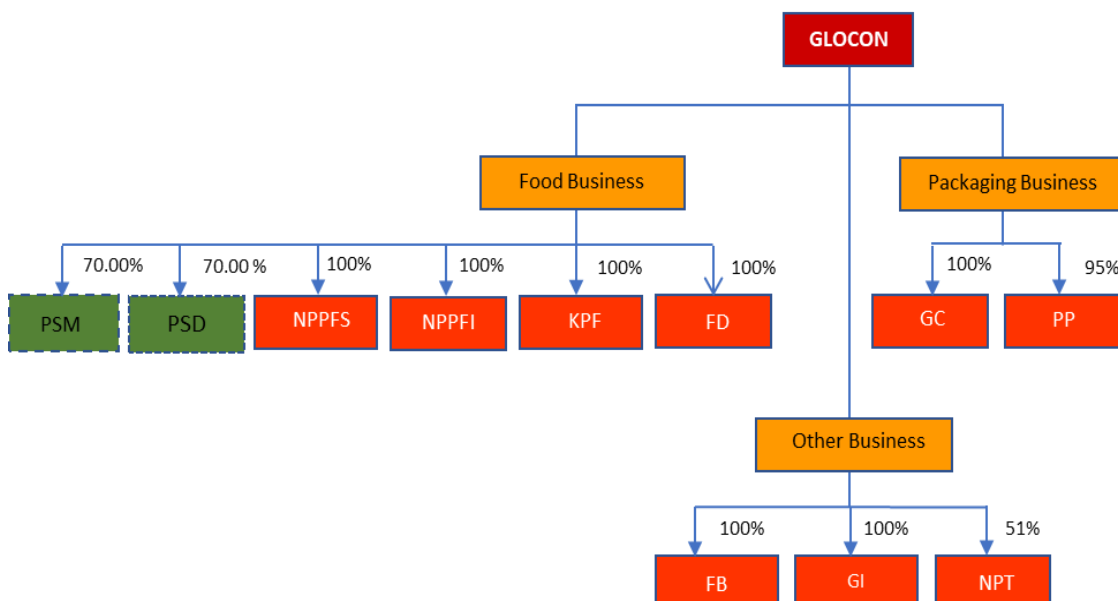 GLOCON
Food Business
Packaging Business
70.00%
70.00 %
100%
100%
100%
100%
100%
95%
PSM
PSD
NPPFS
NPPFI
KPF
FD
GC
PP
Other Business
100%
100%
51%
FB
GI
NPT